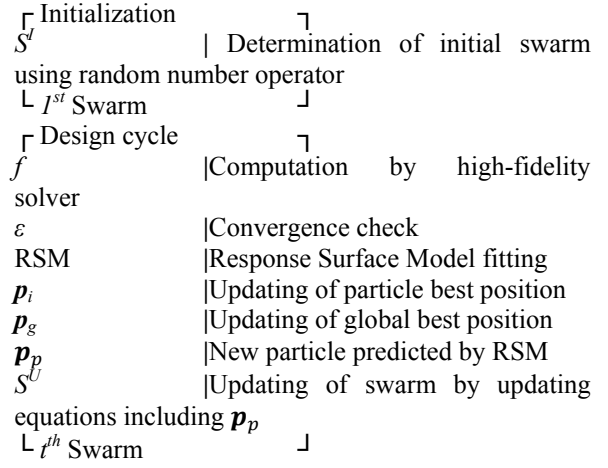 ┌ Initialization ┐
S^I | Determination of initial swarm
using random number operator
└ 1^st Swarm ┘
┌ Design cycle ┐
f |Computation by high-fidelity
solver
ε |Convergence check
RSM |Response Surface Model fitting
p_i |Updating of particle best position
p_g |Updating of global best position
p_p |New particle predicted by RSM
S^U |Updating of swarm by updating
equations including p_p
└ t^th Swarm ┘